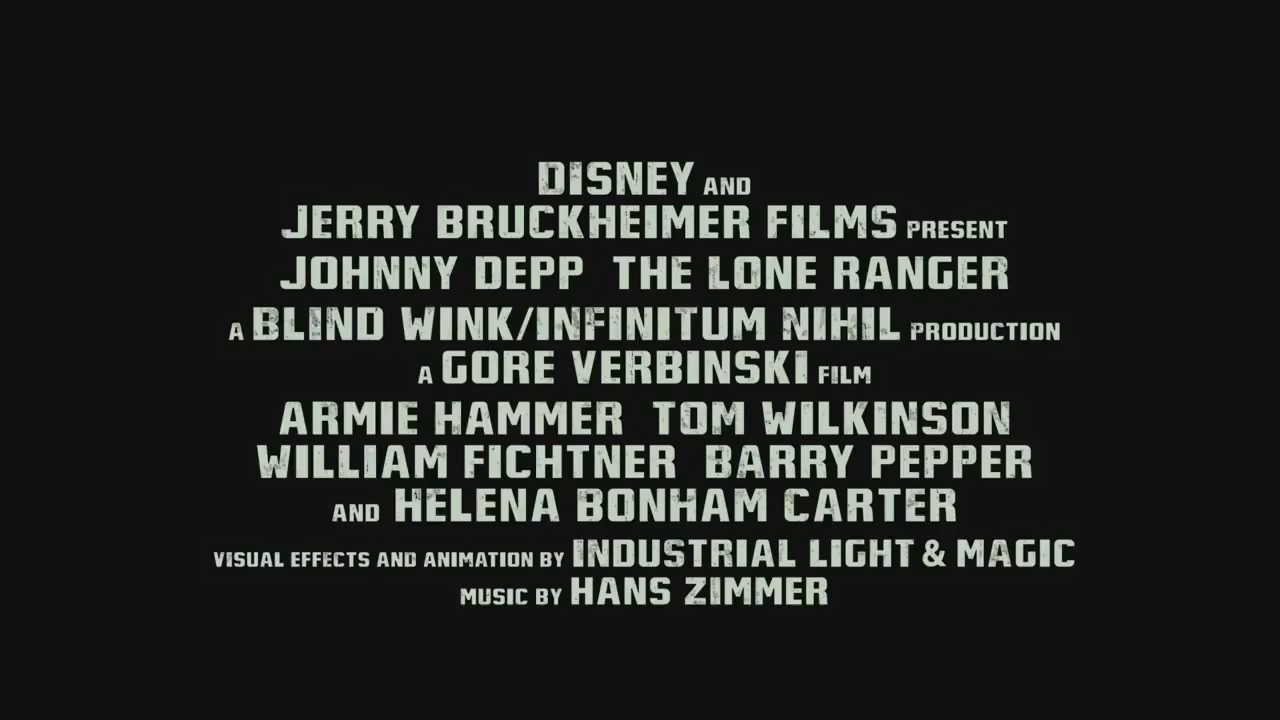 DISNEY AND
JERRY BRUCKHEIMER FILMS PRESENT
JOHNNY DEPP THE LONE RANGER
A BLIND WINK/INFINITUM NIHIL PRODUCTION
A GORE VERBINSKI FILM
ARMIE HAMMER TOM WILKINSON
WILLIAM FICHTNER BARRY PEPPER
AND HELENA BONHAM CARTER
VISUAL EFFECTS AND ANIMATION BY INDUSTRIAL LIGHT & MAGIC
MUSIC BY HANS ZIMMER